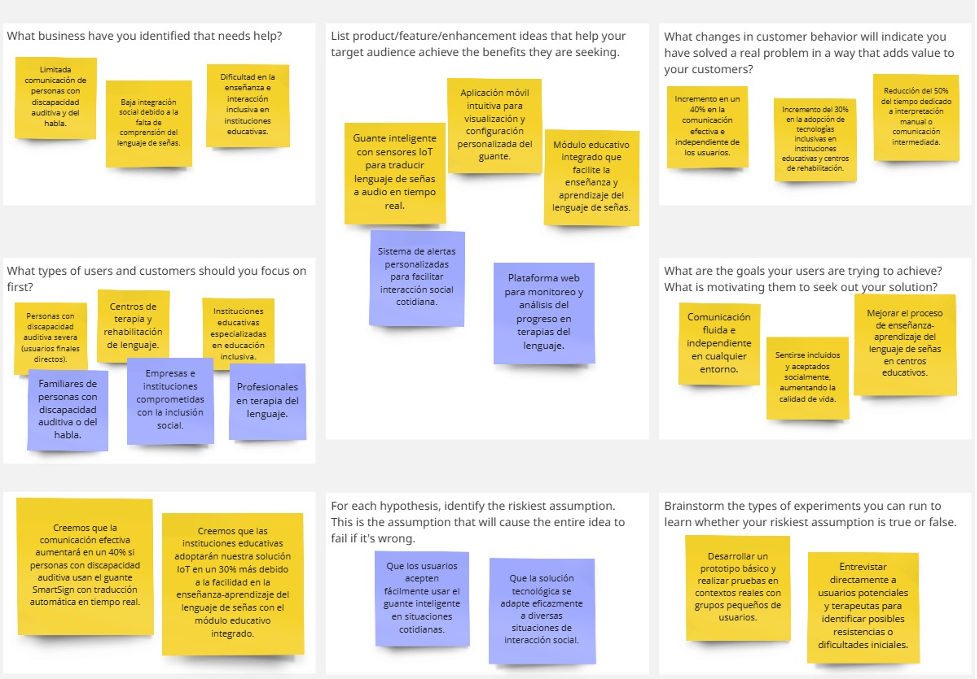 What business have you identified that needs help?
Limitada
comunicación de
personas con
discapacidad
auditiva y del
habla.
Baja integración
social debido a la
falta de
comprensión del
lenguaje de señas.
Dificultad en la
enseñanza e
interacción
inclusiva en
instituciones
educativas.
List product/feature/enhancement ideas that help your
target audience achieve the benefits they are seeking.
Guante inteligente
con sensores IoT
para traducir
lenguaje de señas
a audio en tiempo
real.
Aplicación móvil
intuitiva para
visualización y
configuración
personalizada del
guante.
Módulo educativo
integrado que
facilite la
enseñanza y
aprendizaje del
lenguaje de señas.
Sistema de alertas
personalizadas
para facilitar
interacción social
cotidiana.
Plataforma web
para monitoreo y
análisis del
progreso en
terapias del
lenguaje.
What changes in customer behavior will indicate you
have solved a real problem in a way that adds value to
your customers?
Incremento en un
40% en la
comunicación
efectiva e
independiente de
los usuarios.
Incremento del 30%
en la adopción de
tecnologías
inclusivas en
instituciones
educativas y centros
de rehabilitación.
Reducción del 50%
del tiempo dedicado
a interpretación
manual o
comunicación
intermediada.
What types of users and customers should you focus on
first?
Personas con
discapacidad
auditiva severa
(usuarios finales
directos).
Centros de
terapia y
rehabilitación
de lenguaje.
Instituciones
educativas
especializadas
en educación
inclusiva.
Familiares de
personas con
discapacidad
auditiva o del
habla.
Empresas e
instituciones
comprometidas
con la inclusión
social.
Profesionales
en terapia del
lenguaje.
What are the goals your users are trying to achieve?
What is motivating them to seek out your solution?
Comunicación
fluida e
independiente
en cualquier
entorno.
Sentirse incluidos
y aceptados
socialmente,
aumentando la
calidad de vida.
Mejorar el proceso
de enseñanza-
aprendizaje del
lenguaje de señas
en centros
educativos.
Creemos que la
comunicación efectiva
aumentará en un 40% si
personas con discapacidad
auditiva usan el guante
SmartSign con traducción
automática en tiempo real.
Creemos que las
instituciones educativas
adoptarán nuestra solución
IoT en un 30% más debido
a la facilidad en la
enseñanza-aprendizaje del
lenguaje de señas con el
módulo educativo
integrado.
For each hypothesis, identify the riskiest assumption.
This is the assumption that will cause the entire idea to
fail if it's wrong.
Que los usuarios
acepten
fácilmente usar el
guante inteligente
en situaciones
cotidianas.
Que la solución
tecnológica se
adapte eficazmente
a diversas
situaciones de
interacción social.
Brainstorm the types of experiments you can run to
learn whether your riskiest assumption is true or false.
Desarrollar un
prototipo básico y
realizar pruebas en
contextos reales con
grupos pequeños de
usuarios.
Entrevistar
directamente a
usuarios potenciales
y terapeutas para
identificar posibles
resistencias o
dificultades iniciales.